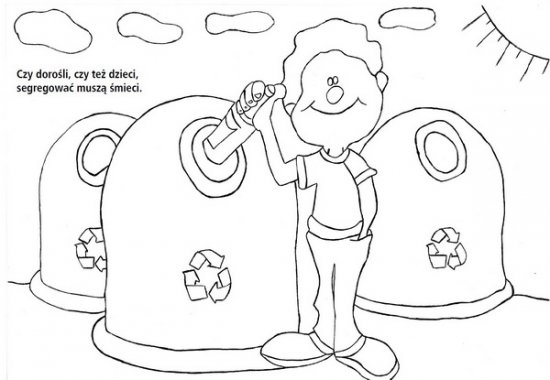 Czy dorośli, czy też dzieci,
segregować muszą śmieci.